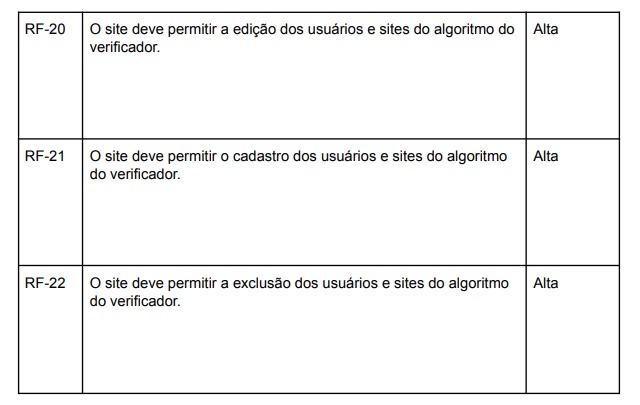 RF-20 O site deve permitir a edição dos usuários e sites do algoritmo do Alta
verificador.
RF-21 O site deve permitir o cadastro dos usuários e sites do algoritmo Alta
do verificador.
RF-22 O site deve permitir a exclusão dos usuários e sites do algoritmo Alta
do verificador.